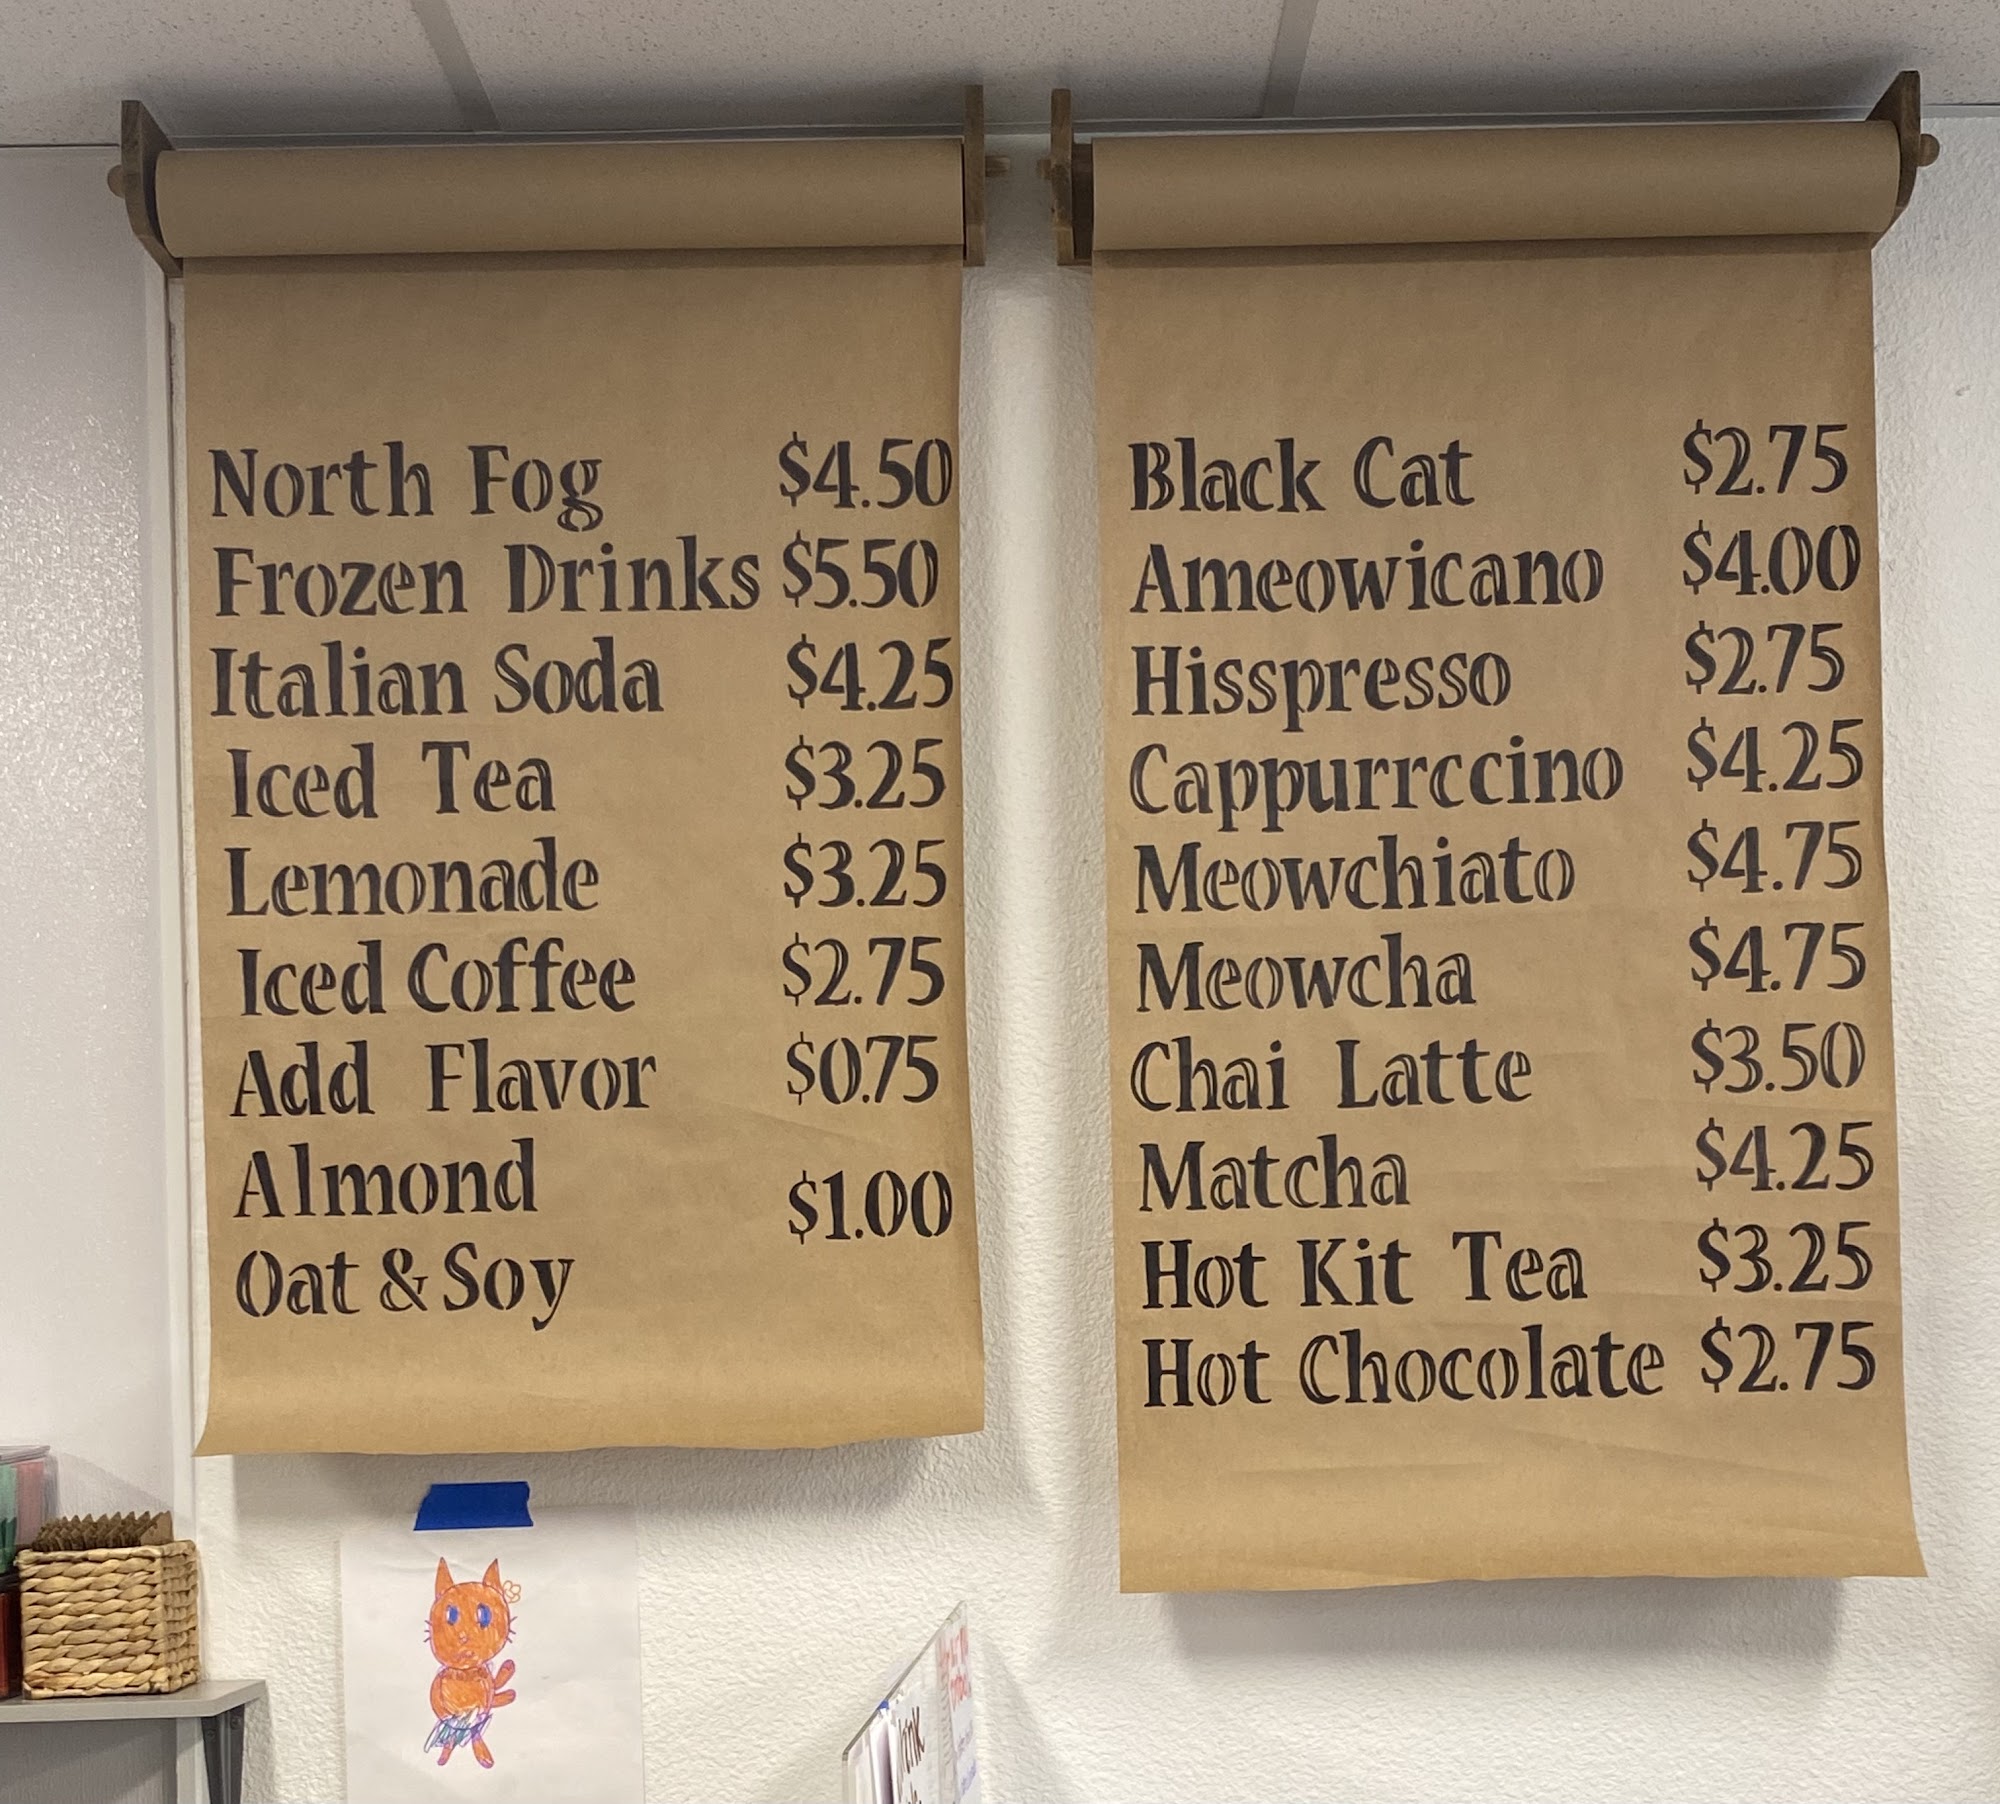 North Fog $4.50
Frozen Drinks $5.50
Italian Soda $4.25
Iced Tea $3.25
Lemonade $3.25
Iced Coffee $2.75
Add Flavor $0.75
Almond
$1.00
Oat & Soy
Black Cat $2.75
Ameowicano $4.00
Hisspresso $2.75
Cappurrccino $4.25
Meowchiato $4.75
Meowcha $4.75
Chai Latte $3.50
Matcha $4.25
Hot Kit Tea $3.25
Hot Chocolate $2.75